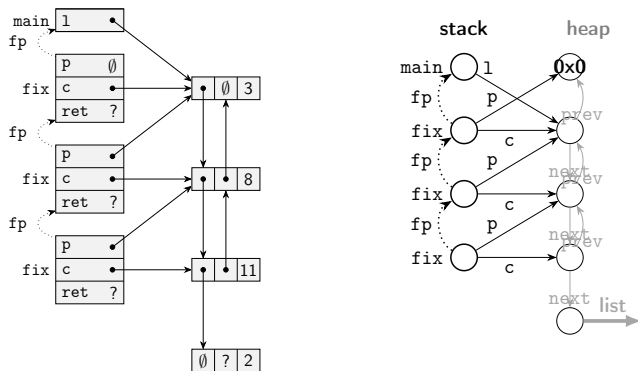 main l
fp
p ∅
fix c
ret ?
∅ 3
fp
p
fix c
ret ?
8
fp
p
fix c
ret ?
11
∅ ? 2
stack heap
main l 0x0
fp p prev
fix c
fp p next prev
fix c
fp p next prev
fix c
next
list